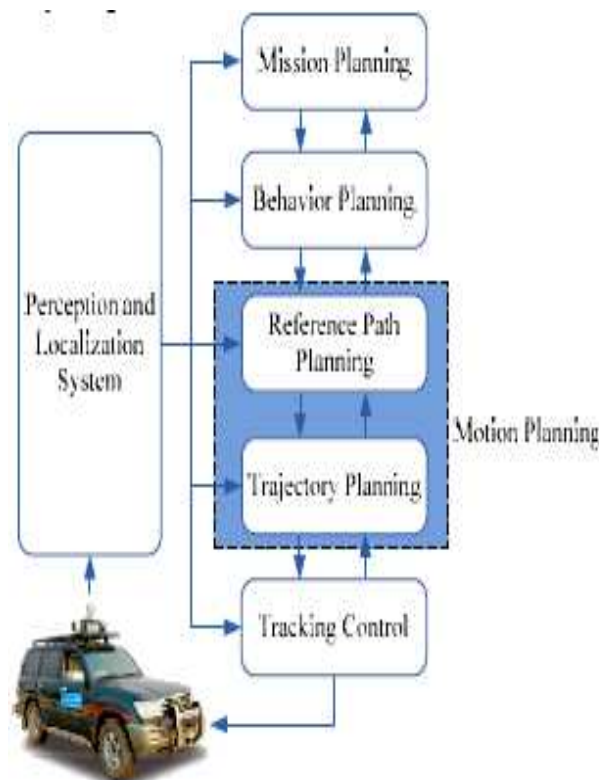 Mission Planning
Behavior Planning
Perception and
Localization
System
Reference Path
Planning
Trajectory Planning
Motion Planning
Tracking Control